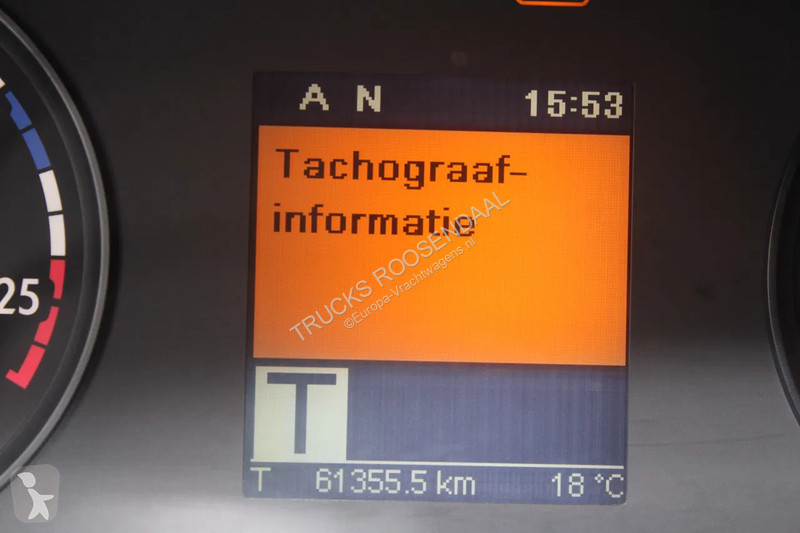 A N 15:53
Tachograaf-
informatie
TRUCKS ROOSENDAAL
©Europa-Vrachtwagens.nl
25
T
T 61355.5 km 18 °C